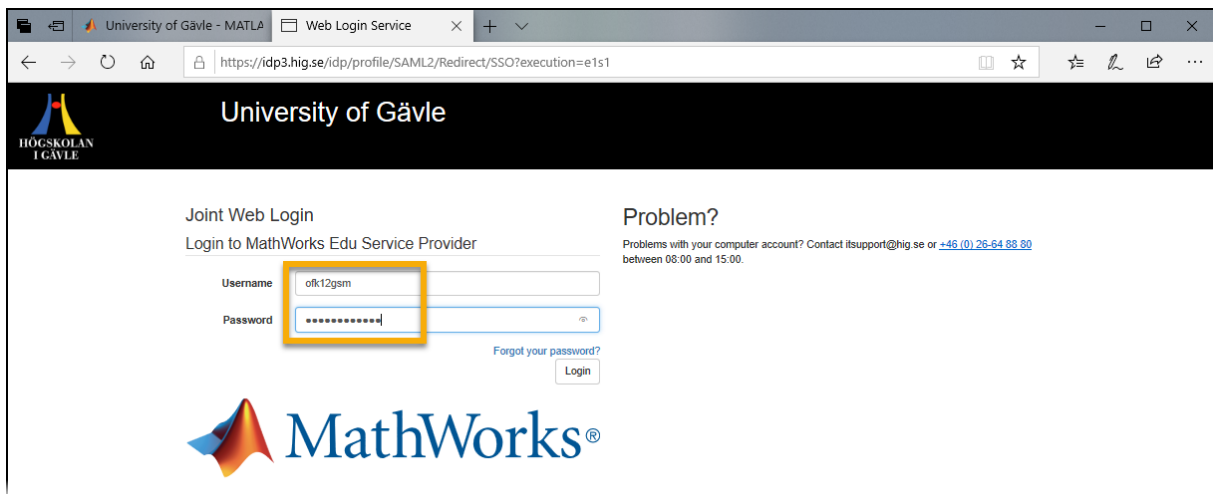 University of Gävle - MATLA
Web Login Service
https://idp3.hig.se/idp/profile/SAML2/Redirect/SSO?execution=e1s1
HÖGSKOLAN
I GÄVLE
University of Gävle
Joint Web Login
Login to MathWorks Edu Service Provider
Username
ofk12gsm
Password
••••••••••••
Forgot your password?
Login
MathWorks®
Problem?
Problems with your computer account? Contact itsupport@hig.se or +46 (0) 26-64 88 80
between 08:00 and 15:00.